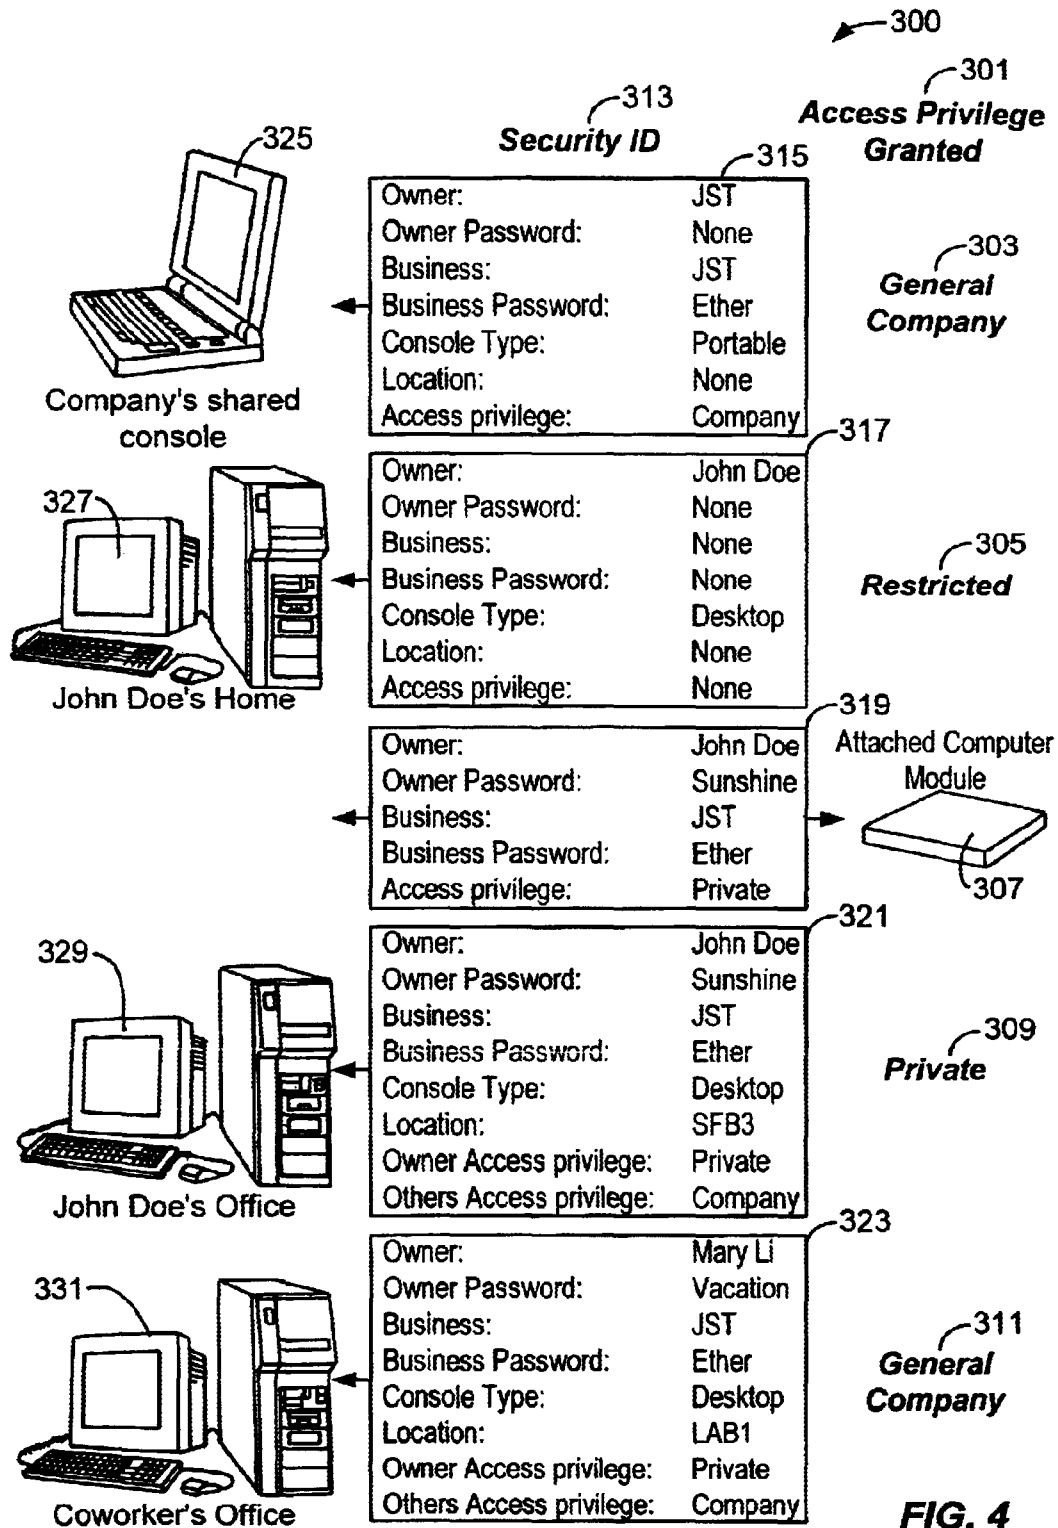 300
301
Access Privilege
Granted
313
Security ID
325
315
Owner: JST
Owner Password: None
Business: JST
Business Password: Ether
Console Type: Portable
Location: None
Access privilege: Company
303
General
Company
Company's shared
console
317
327
Owner: John Doe
Owner Password: None
Business: None
Business Password: None
Console Type: Desktop
Location: None
Access privilege: None
305
Restricted
John Doe's Home
319
Owner: John Doe
Owner Password: Sunshine
Business: JST
Business Password: Ether
Access privilege: Private
Attached Computer
Module
307
321
329
Owner: John Doe
Owner Password: Sunshine
Business: JST
Business Password: Ether
Console Type: Desktop
Location: SFB3
Owner Access privilege: Private
Others Access privilege: Company
309
Private
John Doe's Office
323
331
Owner: Mary Li
Owner Password: Vacation
Business: JST
Business Password: Ether
Console Type: Desktop
Location: LAB1
Owner Access privilege: Private
Others Access privilege: Company
311
General
Company
Coworker's Office
FIG. 4